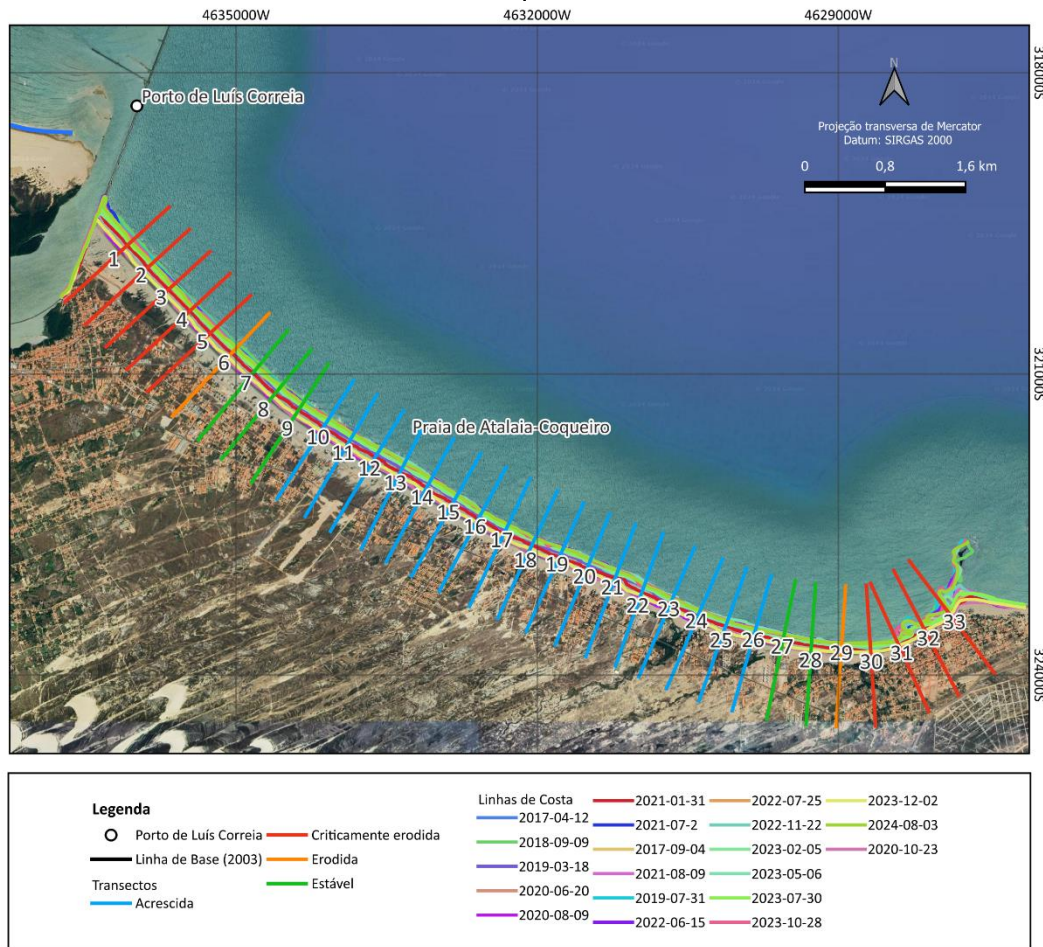 4635000W
4632000W
4629000W
3180000S
3210000S
3240000S
N
Projeção transversa de Mercator
Datum: SIRGAS 2000
0
0,8
1,6 km
Porto de Luís Correia
Praia de Atalaia-Coqueiro
1
2
3
4
5
6
7
8
9
10
11
12
13
14
15
16
17
18
19
20
21
22
23
24
25
26
27
28
29
30
31
32
33
Legenda
Porto de Luís Correia
Linha de Base (2003)
Transectos
Acrescida
Criticamente erodida
Erodida
Estável
Linhas de Costa
2017-04-12
2018-09-09
2019-03-18
2020-06-20
2020-08-09
2021-01-31
2021-07-2
2017-09-04
2021-08-09
2019-07-31
2022-06-15
2022-07-25
2022-11-22
2023-02-05
2023-05-06
2023-07-30
2023-10-28
2023-12-02
2024-08-03
2020-10-23